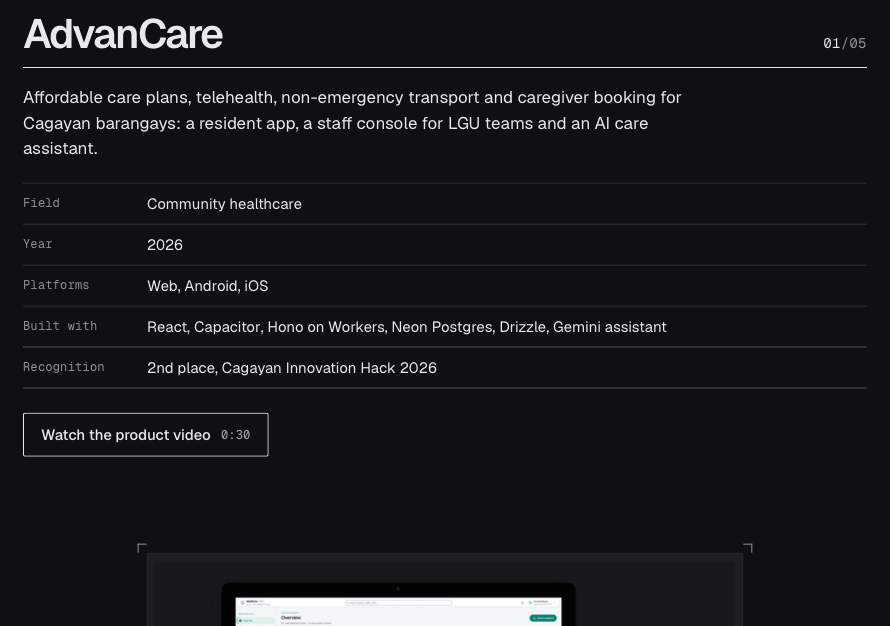 AdvanCare
01/05
Affordable care plans, telehealth, non-emergency transport and caregiver booking for
Cagayan barangays: a resident app, a staff console for LGU teams and an AI care
assistant.
Field Community healthcare
Year 2026
Platforms Web, Android, iOS
Built with React, Capacitor, Hono on Workers, Neon Postgres, Drizzle, Gemini assistant
Recognition 2nd place, Cagayan Innovation Hack 2026
Watch the product video 0:30
Overview